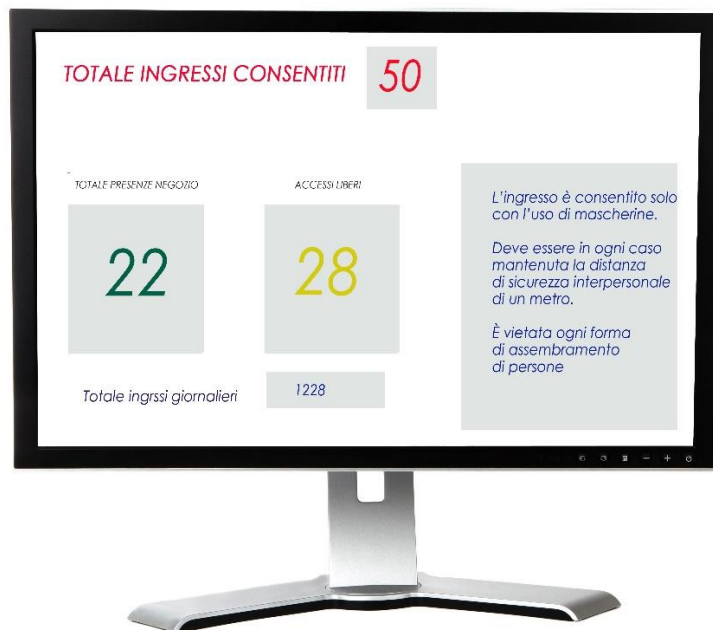 TOTALE INGRESSI CONSENTITI 50
TOTALE PRESENZE NEGOZIO
ACCESSI LIBERI
22
28
Totale ingrssi giornalieri
1228
L'ingresso è consentito solo
con l'uso di mascherine.
Deve essere in ogni caso
mantenuta la distanza
di sicurezza interpersonale
di un metro.
È vietata ogni forma
di assembramento
di persone